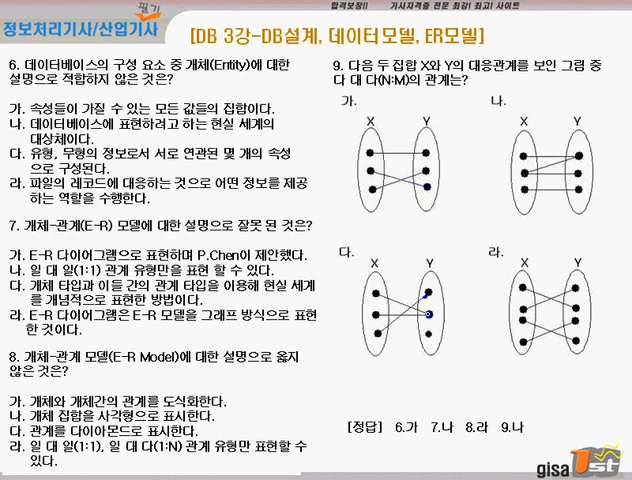 필기
정보처리기사/산업기사
합격보장!! 기사자격증 전문 최강! 최고! 사이트
[DB 3강-DB설계, 데이터모델, ER모델]
6. 데이터베이스의 구성 요소 중 개체(Entity)에 대한
설명으로 적합하지 않은 것은?
가. 속성들이 가질 수 있는 모든 값들의 집합이다.
나. 데이터베이스에 표현하려고 하는 현실 세계의
대상체이다.
다. 유형, 무형의 정보로서 서로 연관된 몇 개의 속성
으로 구성된다.
라. 파일의 레코드에 대응하는 것으로 어떤 정보를 제공
하는 역할을 수행한다.
7. 개체-관계(E-R) 모델에 대한 설명으로 잘못 된 것은?
가. E-R 다이어그램으로 표현하며 P.Chen이 제안했다.
나. 일 대 일(1:1) 관계 유형만을 표현 할 수 있다.
다. 개체 타입과 이들 간의 관계 타입을 이용해 현실 세계
를 개념적으로 표현한 방법이다.
라. E-R 다이어그램은 E-R 모델을 그래프 방식으로 표현
한 것이다.
8. 개체-관계 모델(E-R Model)에 대한 설명으로 옳지
않은 것은?
가. 개체와 개체간의 관계를 도식화한다.
나. 개체 집합을 사각형으로 표시한다.
다. 관계를 다이아몬드로 표시한다.
라. 일 대 일(1:1), 일 대 다(1:N) 관계 유형만 표현할 수
있다.
9. 다음 두 집합 X와 Y의 대응관계를 보인 그림 중
다 대 다(N:M)의 관계는?
가. 나.
X Y X Y
다. 라.
X Y X Y
[정답] 6.가 7.나 8.라 9.나
gisa 1st